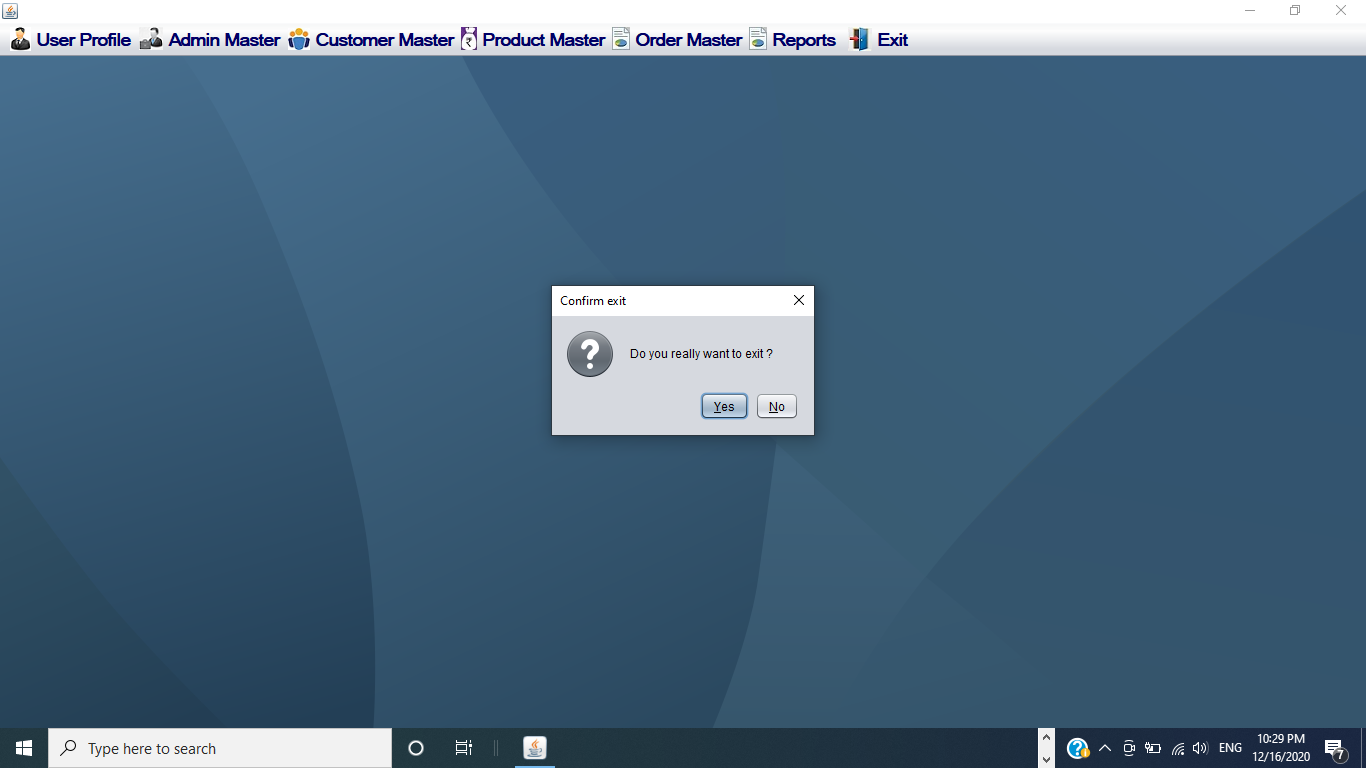 User Profile Admin Master Customer Master Product Master Order Master Reports Exit
Confirm exit
Do you really want to exit ?
Yes No
Type here to search
ENG
10:29 PM
12/16/2020
7